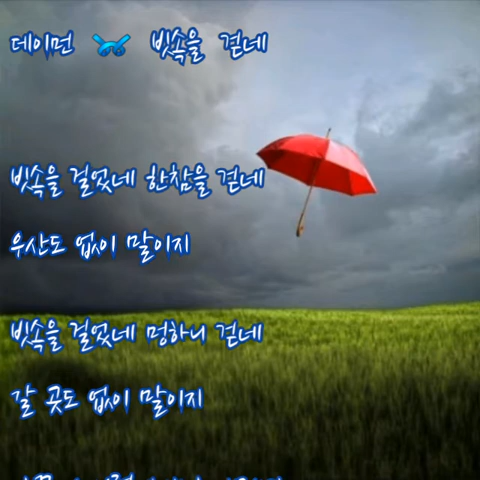 데이먼 빗속을 걷네
빗속을 걸었네 한참을 걷네
우산도 없이 말이지
빗속을 걸었네 멍하니 걷네
갈 곳도 없이 말이지